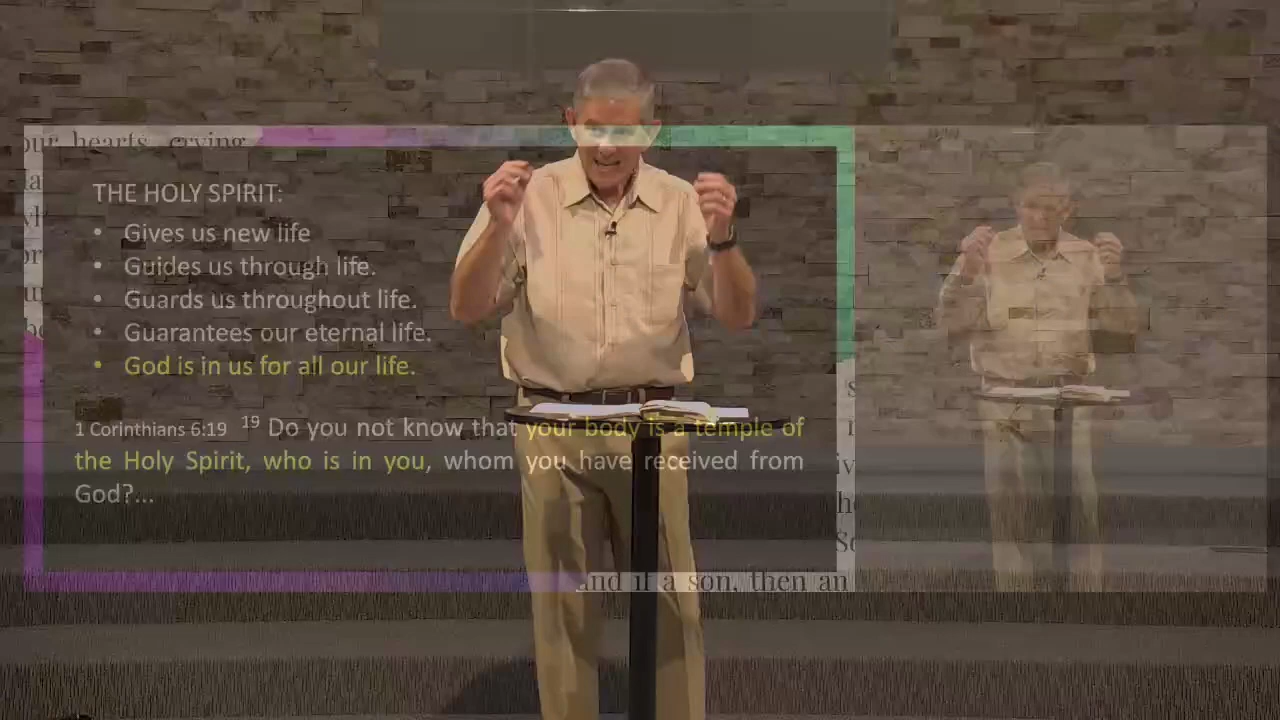 our hearts, crying
THE HOLY SPIRIT:
• Gives us new life
• Guides us through life.
• Guards us throughout life.
• Guarantees our eternal life.
• God is in us for all our life.
1 Corinthians 6:19 19 Do you not know that your body is a temple of
the Holy Spirit, who is in you, whom you have received from
God?...
and if a son, then an